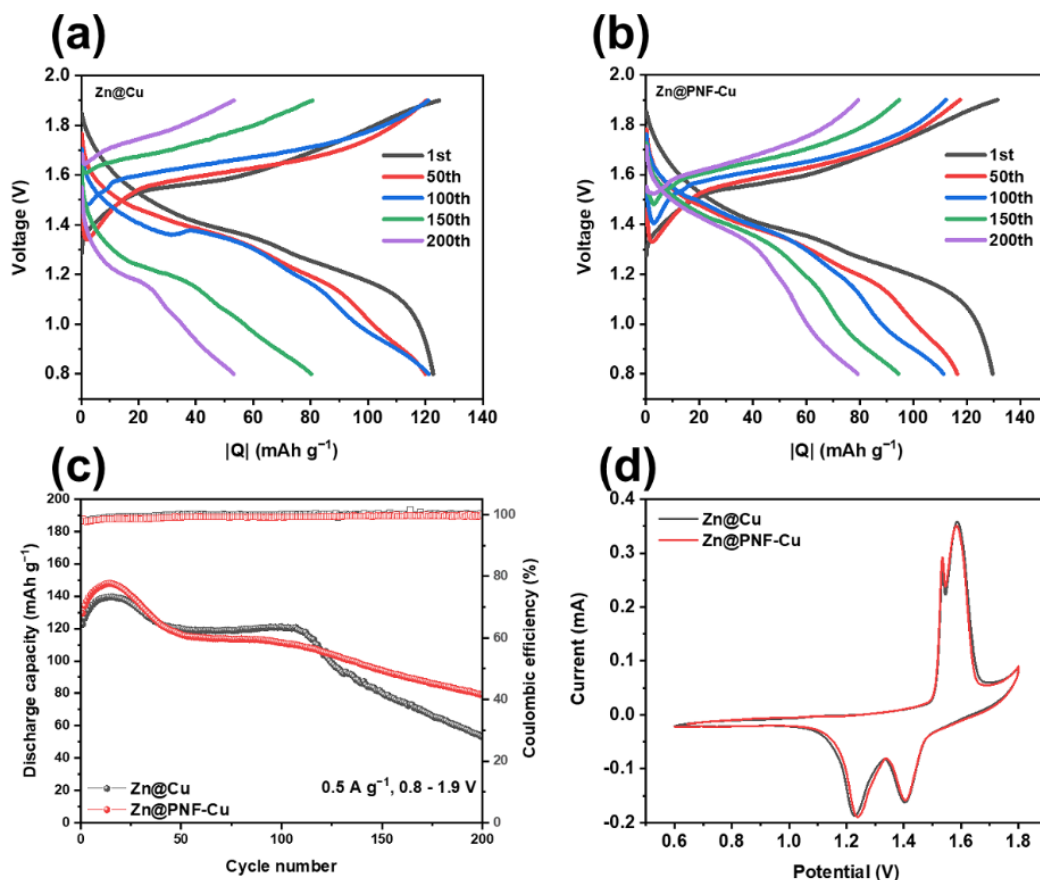 (a)
Zn@Cu
1st
50th
100th
150th
200th
Voltage (V)
2.0
1.8
1.6
1.4
1.2
1.0
0.8
0 20 40 60 80 100 120 140
|Q| (mAh g⁻¹)
(b)
Zn@PNF-Cu
1st
50th
100th
150th
200th
Voltage (V)
2.0
1.8
1.6
1.4
1.2
1.0
0.8
0 20 40 60 80 100 120 140
|Q| (mAh g⁻¹)
(c)
Discharge capacity (mAh g⁻¹)
200
190
180
170
160
150
140
120
100
80
60
50
40
30
20
10
0
Coulombic efficiency (%)
100
80
60
40
20
0
Zn@Cu
Zn@PNF-Cu
0.5 A g⁻¹, 0.8 - 1.9 V
0 50 100 150 200
Cycle number
(d)
Zn@Cu
Zn@PNF-Cu
Current (mA)
0.4
0.3
0.2
0.1
0.0
-0.2
0.6 0.8 1.0 1.2 1.4 1.6 1.8
Potential (V)